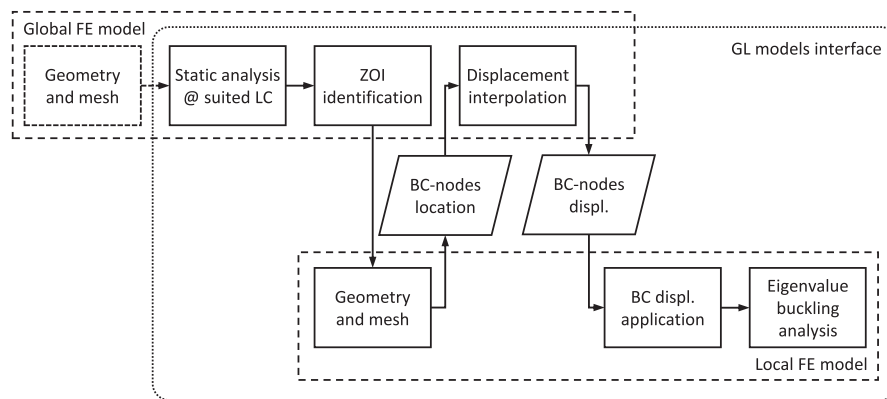 Global FE model
GL models interface
Geometry
and mesh
Static analysis
@ suited LC
ZOI
identification
Displacement
interpolation
BC-nodes
location
BC-nodes
displ.
Geometry
and mesh
BC displ.
application
Eigenvalue
buckling
analysis
Local FE model